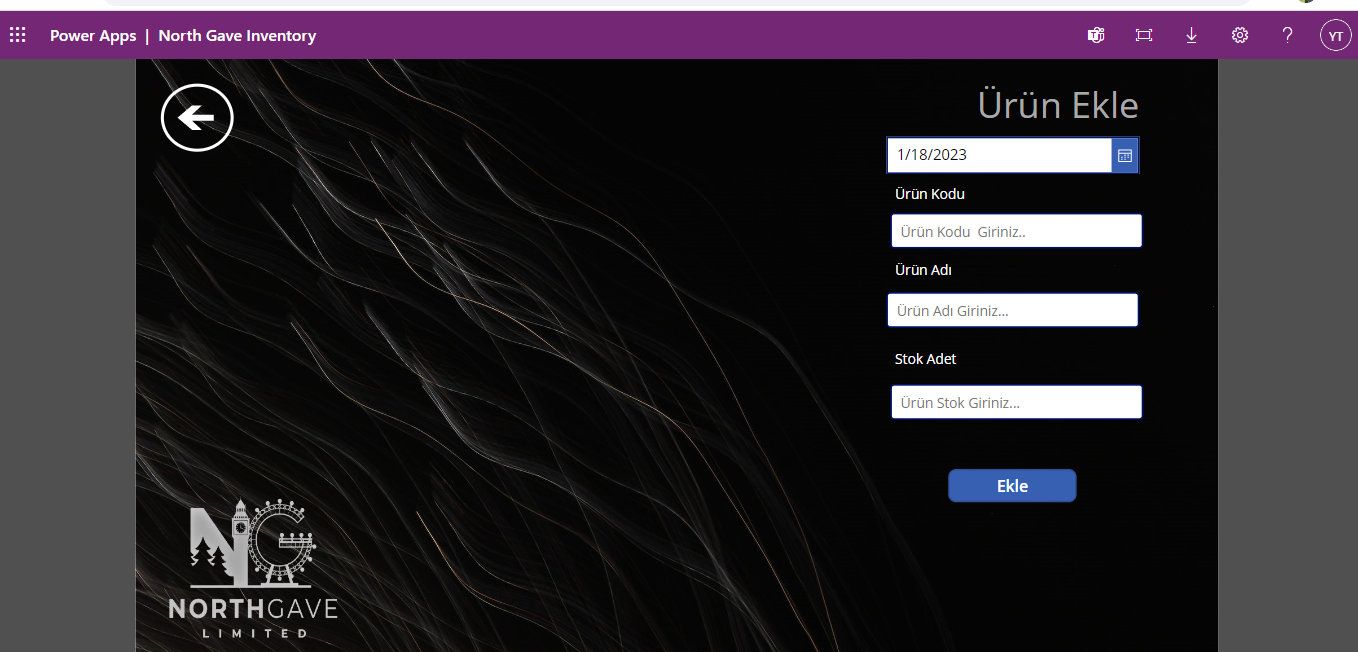 Power Apps | North Gave Inventory
YT
Ürün Ekle
1/18/2023
Ürün Kodu
Ürün Kodu  Giriniz..
Ürün Adı
Ürün Adı Giriniz...
Stok Adet
Ürün Stok Giriniz...
Ekle
NG
NORTHGAVE
LIMITED